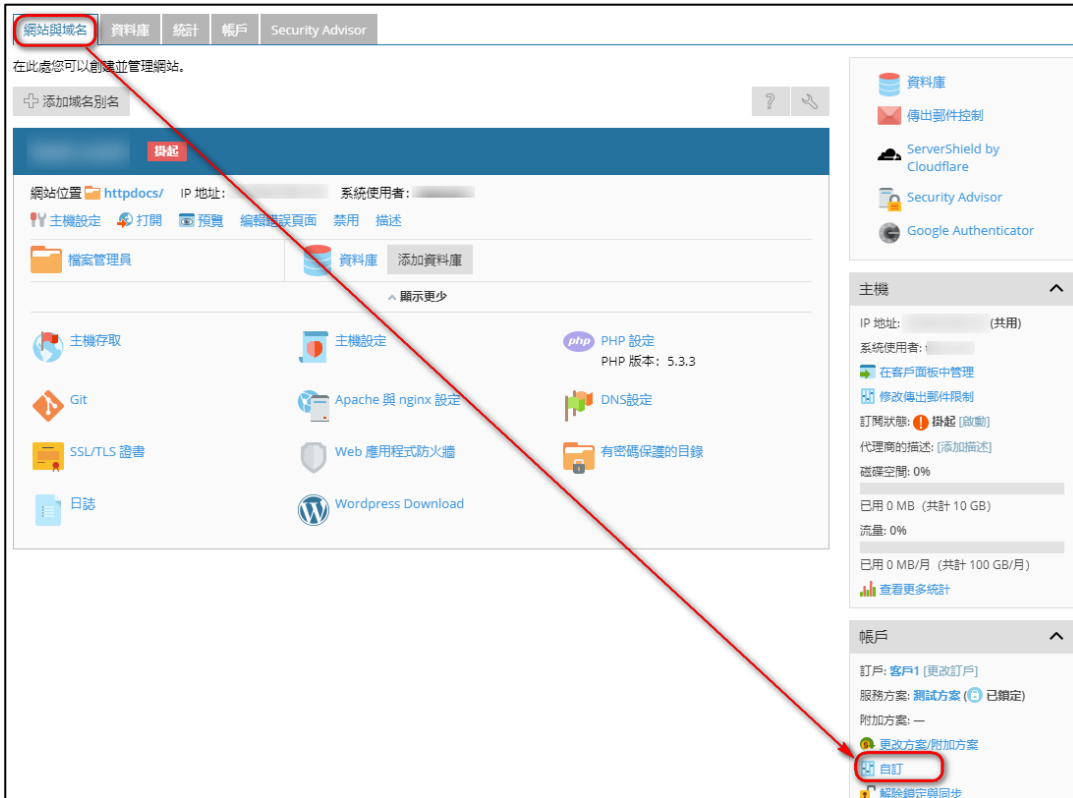 網站與域名 資料庫 統計 帳戶 Security Advisor
在此處您可以創建並管理網站。
添加域名別名
?
掛起
網站位置 httpdocs/ IP 地址: 系統使用者:
主機設定 打開 預覽 編輯錯誤頁面 禁用 描述
檔案管理員 資料庫 添加資料庫
顯示更少
主機存取 主機設定 php PHP 設定
PHP 版本: 5.3.3
Git Apache 與 nginx 設定 DNS設定
SSL/TLS 證書 Web 應用程式防火牆 有密碼保護的目錄
日誌 Wordpress Download
資料庫
傳出郵件控制
ServerShield by
Cloudflare
Security Advisor
Google Authenticator
主機
IP 地址: (共用)
系統使用者:
在客戶面板中管理
修改傳出郵件限制
訂閱狀態: 掛起 [啟動]
代理商的描述: [添加描述]
磁碟空間: 0%
已用 0 MB (共計 10 GB)
流量: 0%
已用 0 MB/月 (共計 100 GB/月)
查看更多統計
帳戶
訂戶: 客戶1 [更改訂戶]
服務方案: 測試方案 ( 已鎖定)
附加方案: —
更改方案/附加方案
自訂
解除鎖定與同步